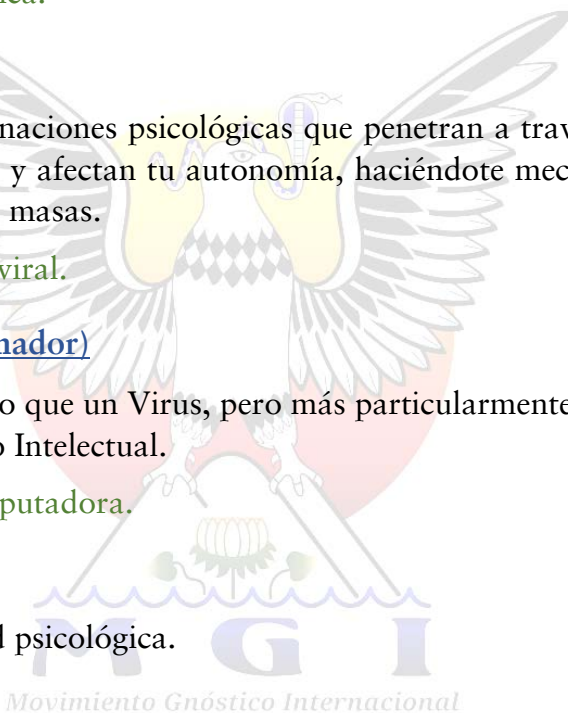 ica.
naciones psicológicas que penetran a trav
y afectan tu autonomía, haciéndote mec
masas.
viral.
nador)
o que un Virus, pero más particularmente
o Intelectual.
putadora.
d psicológica.
M G I
Movimiento Gnóstico Internacional